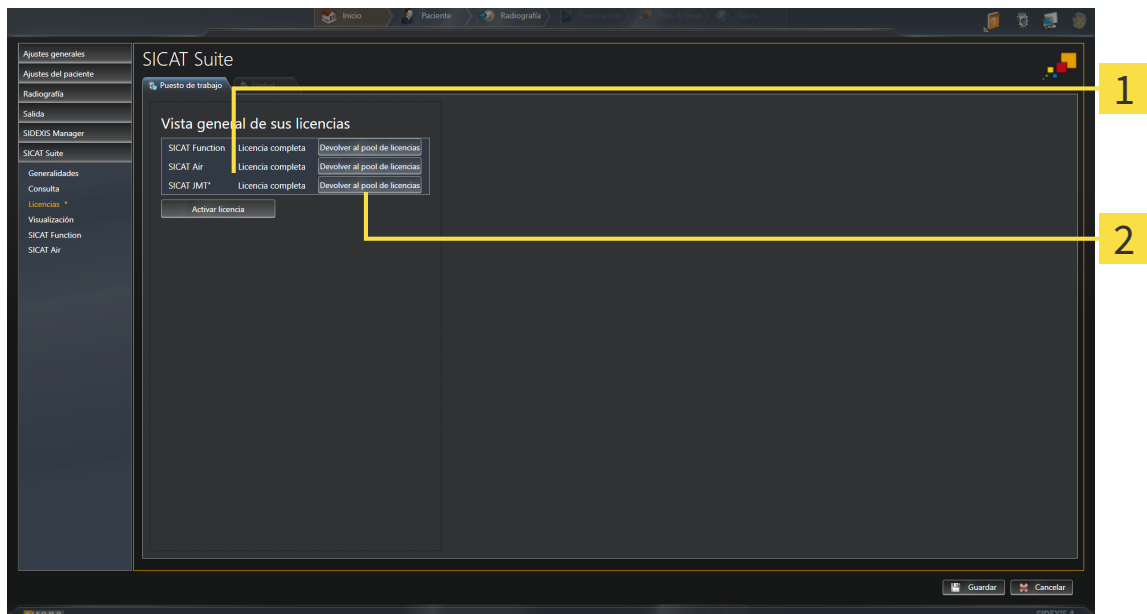 Inicio Paciente Radiografía
Ajustes generales
Ajustes del paciente
Radiografía
Salida
SIDEXIS Manager
SICAT Suite
Generalidades
Consulta
Licencias *
Visualización
SICAT Function
SICAT Air
SICAT Suite
Puesto de trabajo
Vista general de sus licencias
SICAT Function Licencia completa Devolver al pool de licencias
SICAT Air Licencia completa Devolver al pool de licencias
SICAT JMT* Licencia completa Devolver al pool de licencias
Activar licencia
1
2
Guardar Cancelar